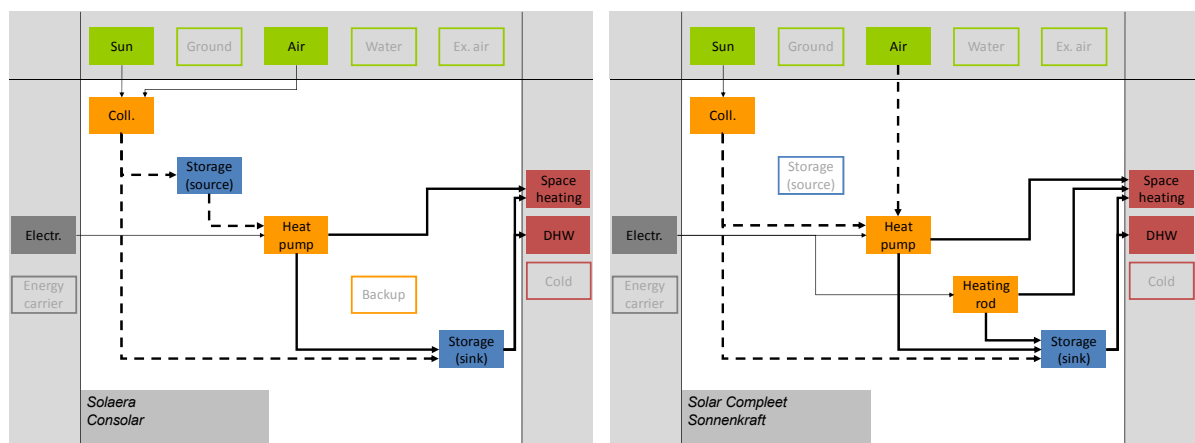 Sun
Ground
Air
Water
Ex. air
Coll.
Storage
(source)
Space
heating
Electr.
Heat
pump
DHW
Energy
carrier
Backup
Cold
Storage
(sink)
Solaera
Consolar
Sun
Ground
Air
Water
Ex. air
Coll.
Storage
(source)
Space
heating
Electr.
Heat
pump
DHW
Energy
carrier
Heating
rod
Cold
Storage
(sink)
Solar Compleet
Sonnenkraft